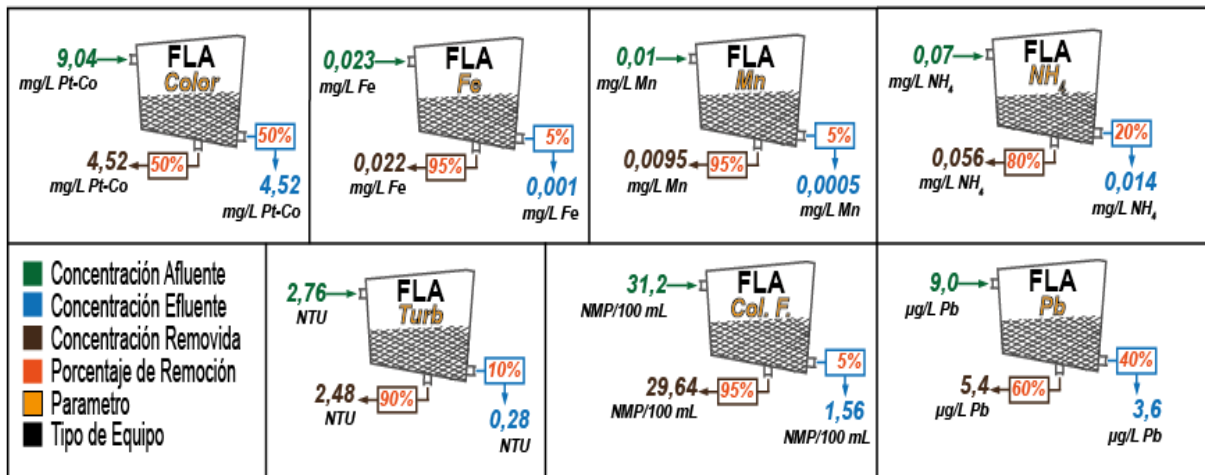 9,04
mg/L Pt-Co
FLA
Color
50%
4,52
mg/L Pt-Co
50%
4,52
mg/L Pt-Co
0,023
mg/L Fe
FLA
Fe
5%
0,022
mg/L Fe
95%
0,001
mg/L Fe
0,01
mg/L Mn
FLA
Mn
5%
0,0095
mg/L Mn
95%
0,0005
mg/L Mn
0,07
mg/L NH₄
FLA
NH₄
20%
0,056
mg/L NH₄
80%
0,014
mg/L NH₄
Concentración Afluente
Concentración Efluente
Concentración Removida
Porcentaje de Remoción
Parametro
Tipo de Equipo
2,76
NTU
FLA
Turb
10%
2,48
NTU
90%
0,28
NTU
31,2
NMP/100 mL
FLA
Col. F.
5%
29,64
NMP/100 mL
95%
1,56
NMP/100 mL
9,0
µg/L Pb
FLA
Pb
40%
5,4
µg/L Pb
60%
3,6
µg/L Pb